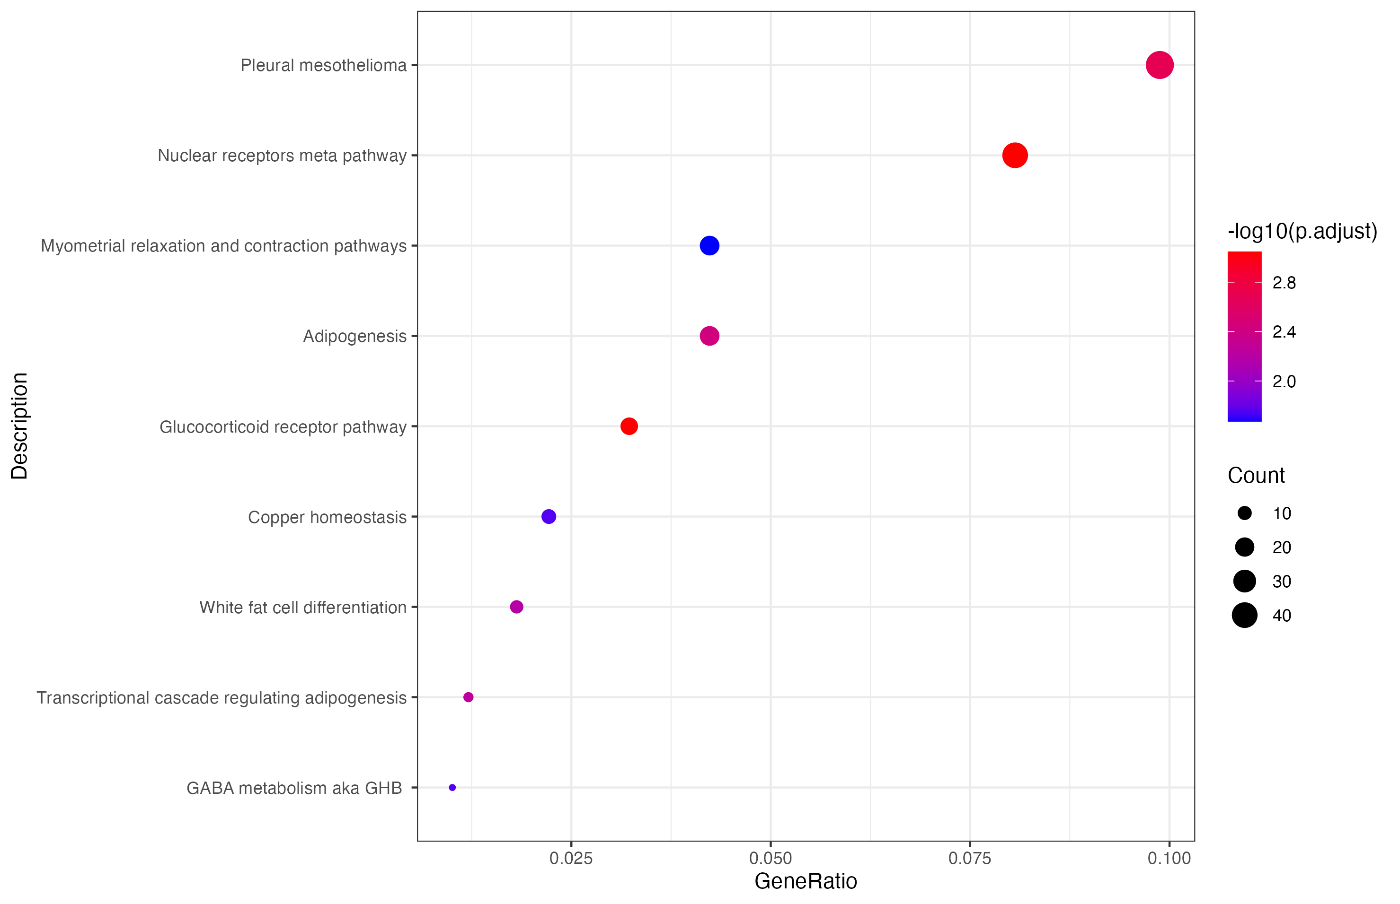 Pleural mesothelioma
Nuclear receptors meta pathway
Myometrial relaxation and contraction pathways
Adipogenesis
Glucocorticoid receptor pathway
Copper homeostasis
White fat cell differentiation
Transcriptional cascade regulating adipogenesis
GABA metabolism aka GHB
Description
0.025 0.050 0.075 0.100
GeneRatio
-log10(p.adjust)
2.8
2.4
2.0
Count
10
20
30
40